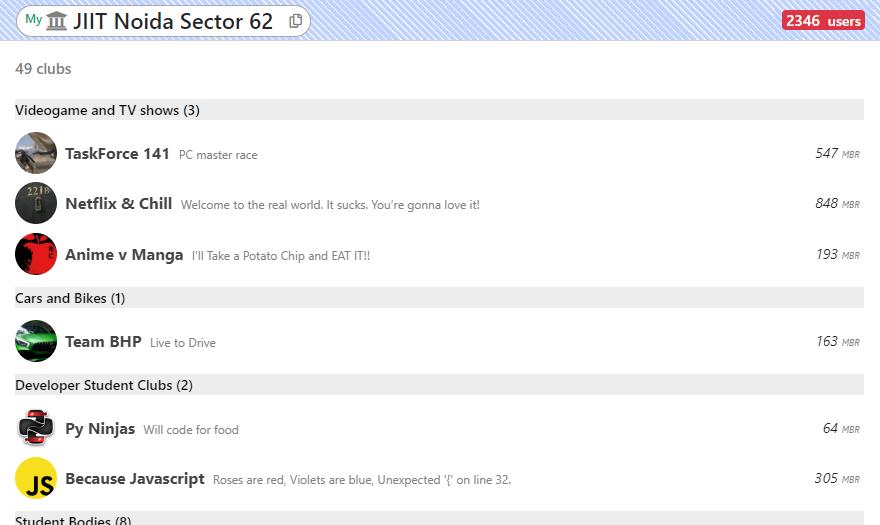 My JIIT Noida Sector 62
2346 users
49 clubs
Videogame and TV shows (3)
TaskForce 141 PC master race 547 MBR
221B
Netflix & Chill Welcome to the real world. It sucks. You're gonna love it! 848 MBR
Anime v Manga I'll Take a Potato Chip and EAT IT!! 193 MBR
Cars and Bikes (1)
Team BHP Live to Drive 163 MBR
Developer Student Clubs (2)
Py Ninjas Will code for food 64 MBR
JS
Because Javascript Roses are red, Violets are blue, Unexpected '{' on line 32. 305 MBR
Student Bodies (8)